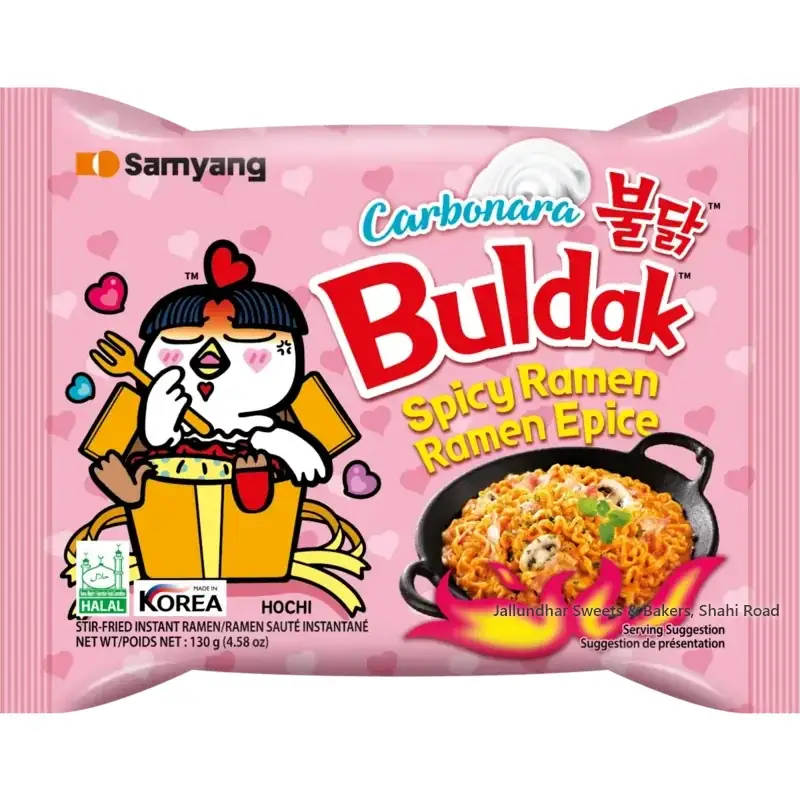 Samyang
Carbonara
불닭™
Buldak™
Spicy Ramen
Ramen Epice
TM
حلال
HALAL
MADE IN
KOREA
HOCHI
STIR-FRIED INSTANT RAMEN/RAMEN SAUTÉ INSTANTANÉ
NET WT/POIDS NET : 130 g (4.58 oz)
Jallundhar Sweets & Bakers, Shahi Road
Serving Suggestion
Suggestion de présentation